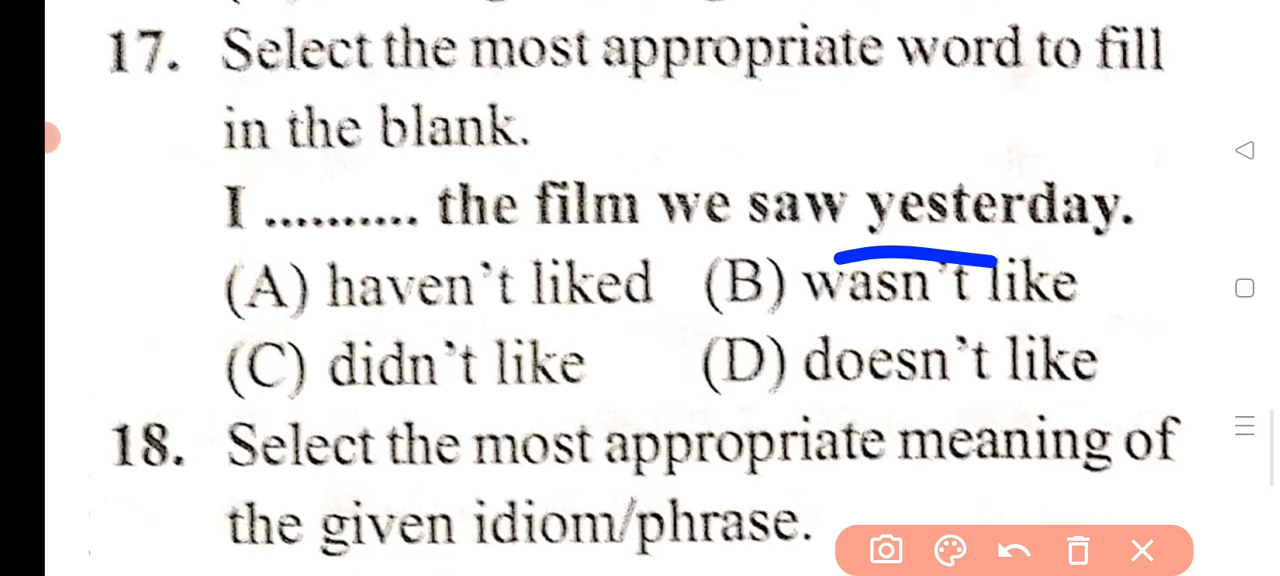 17. Select the most appropriate word to fill
in the blank.
I .......... the film we saw yesterday.
(A) haven't liked (B) wasn't like
(C) didn't like (D) doesn't like
18. Select the most appropriate meaning of
the given idiom/phrase.